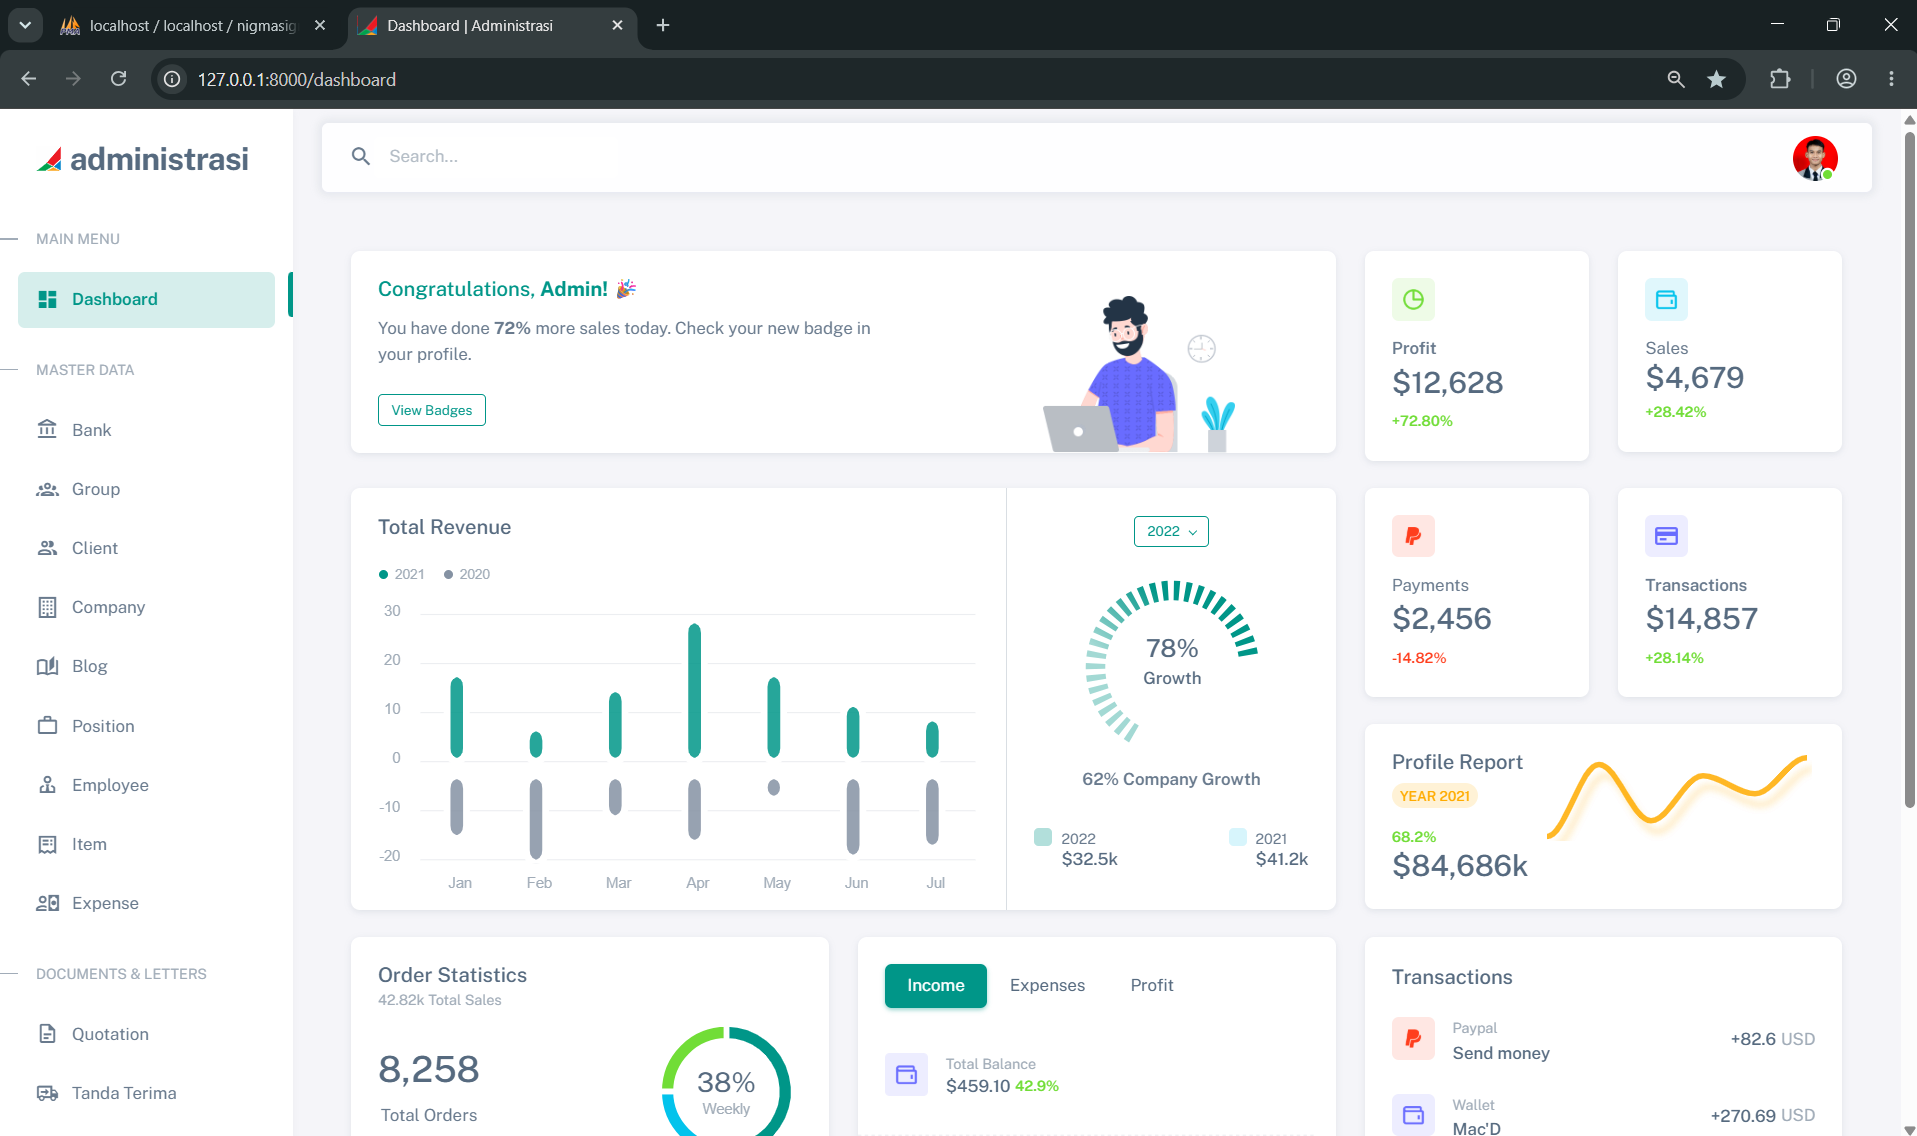 localhost / localhost / nigmasig
Dashboard | Administrasi
127.0.0.1:8000/dashboard
administrasi
Search...
MAIN MENU
Dashboard
MASTER DATA
Bank
Group
Client
Company
Blog
Position
Employee
Item
Expense
DOCUMENTS & LETTERS
Quotation
Tanda Terima
Congratulations, Admin! 🎉
You have done 72% more sales today. Check your new badge in
your profile.
View Badges
Profit
$12,628
+72.80%
Sales
$4,679
+28.42%
Total Revenue
2021
2020
30
20
10
0
-10
-20
Jan
Feb
Mar
Apr
May
Jun
Jul
2022
78%
Growth
62% Company Growth
2022
$32.5k
2021
$41.2k
Payments
$2,456
-14.82%
Transactions
$14,857
+28.14%
Profile Report
YEAR 2021
68.2%
$84,686k
Order Statistics
42.82k Total Sales
8,258
Total Orders
38%
Weekly
Income
Expenses
Profit
Total Balance
$459.10 42.9%
Transactions
Paypal
Send money
+82.6 USD
Wallet
Mac'D
+270.69 USD